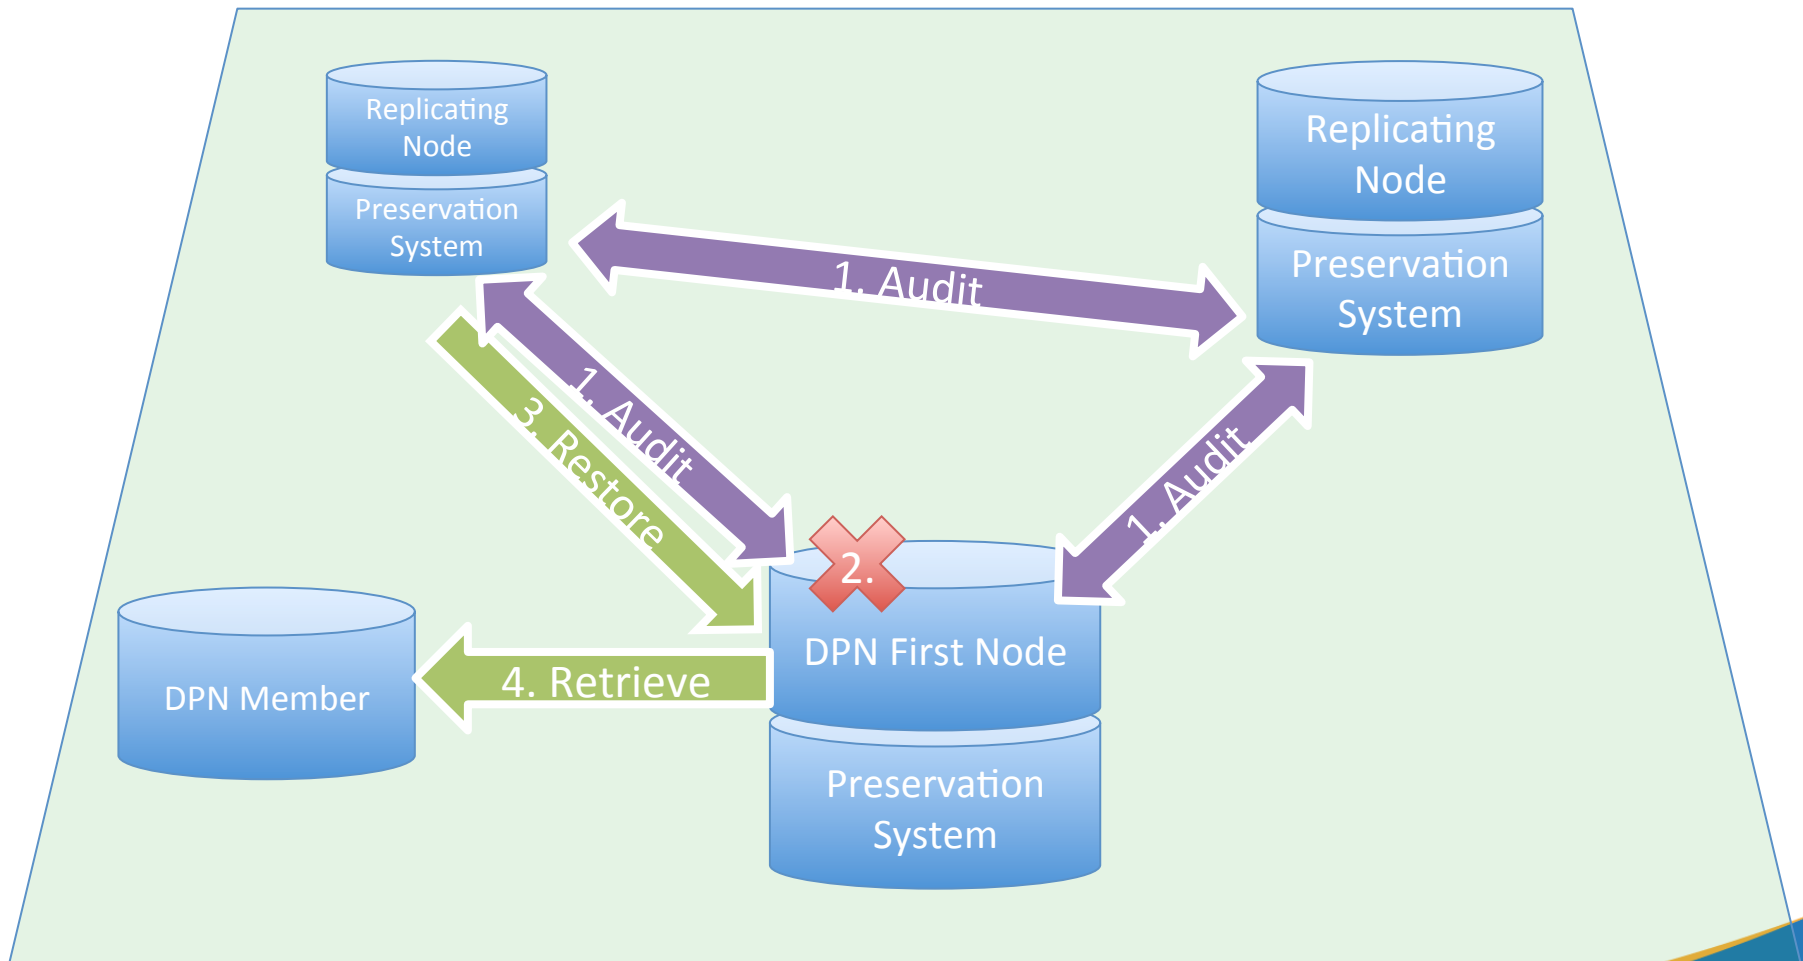 Replicating
Node
Preservation
System
Replicating
Node
Preservation
System
1. Audit
1. Audit
3. Restore
1. Audit
2.
DPN First Node
4. Retrieve
DPN Member
Preservation
System